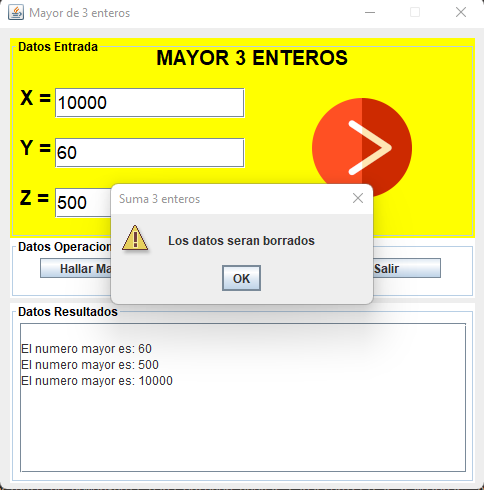 Mayor de 3 enteros
Datos Entrada
MAYOR 3 ENTEROS
X = 10000
Y = 60
Z = 500
Suma 3 enteros
Los datos seran borrados
OK
Datos Operacion
Hallar Ma
Salir
Datos Resultados
El numero mayor es: 60
El numero mayor es: 500
El numero mayor es: 10000